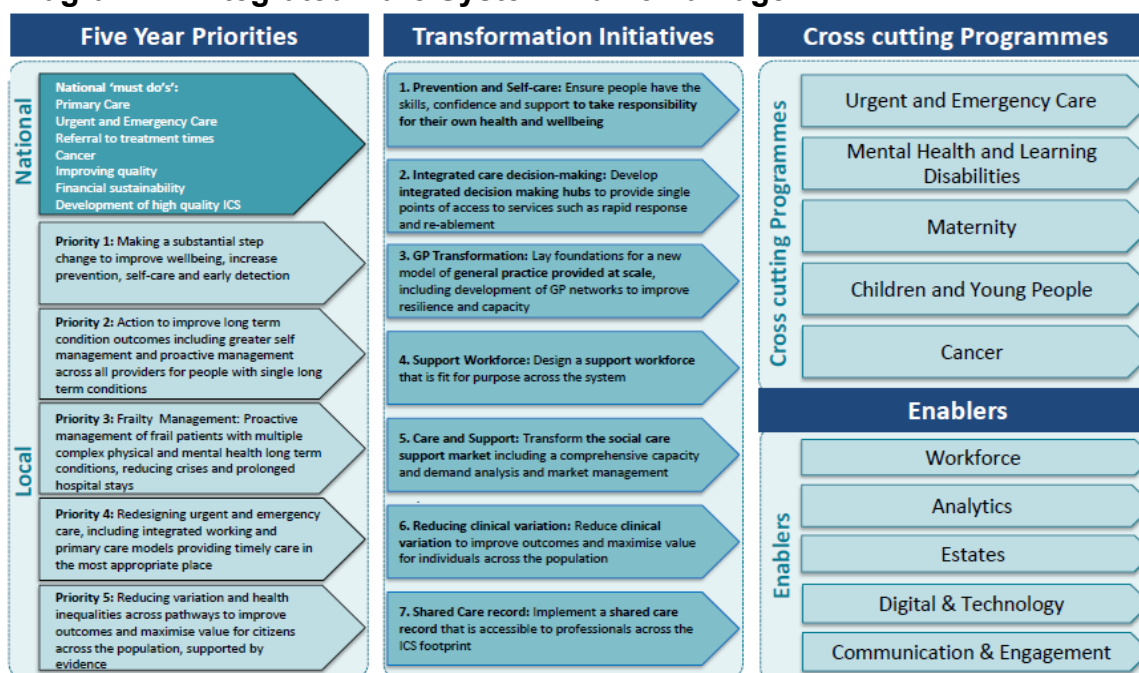 Integrated Care System
Five Year Priorities
National
National ‘must do’s’:
Primary Care
Urgent and Emergency Care
Referral to treatment times
Cancer
Improving quality
Financial sustainability
Development of high quality ICS
Local
Priority 1: Making a substantial step
change to improve wellbeing, increase
prevention, self-care and early detection
Priority 2: Action to improve long term
condition outcomes including greater self
management and proactive management
across all providers for people with single long
term conditions
Priority 3: Frailty Management: Proactive
management of frail patients with multiple
complex physical and mental health long term
conditions, reducing crises and prolonged
hospital stays
Priority 4: Redesigning urgent and emergency
care, including integrated working and
primary care models providing timely care in
the most appropriate place
Priority 5: Reducing variation and health
inequalities across pathways to improve
outcomes and maximise value for citizens
across the population, supported by
evidence
Transformation Initiatives
1. Prevention and Self-care: Ensure people have the
skills, confidence and support to take responsibility
for their own health and wellbeing
2. Integrated care decision-making: Develop
integrated decision making hubs to provide single
points of access to services such as rapid response
and re-ablement
3. GP Transformation: Lay foundations for a new
model of general practice provided at scale,
including development of GP networks to improve
resilience and capacity
4. Support Workforce: Design a support workforce
that is fit for purpose across the system
5. Care and Support: Transform the social care
support market including a comprehensive capacity
and demand analysis and market management
6. Reducing clinical variation: Reduce clinical
variation to improve outcomes and maximise value
for individuals across the population
7. Shared Care record: Implement a shared care
record that is accessible to professionals across the
ICS footprint
Cross cutting Programmes
Cross cutting Programmes
Urgent and Emergency Care
Mental Health and Learning
Disabilities
Maternity
Children and Young People
Cancer
Enablers
Enablers
Workforce
Analytics
Estates
Digital & Technology
Communication & Engagement